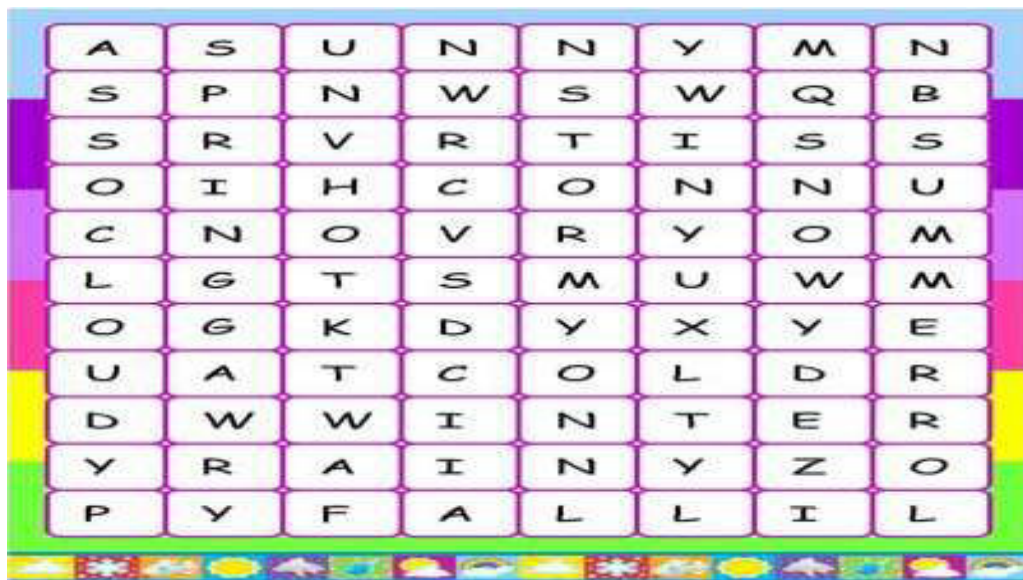 A S U N N Y M N
S P N W S W Q B
S R V R T I S S
O I H C O N N U
C N O V R Y O M
L G T S M U W M
O G K D Y X Y E
U A T C O L D R
D W W I N T E R
Y R A I N Y Z O
P Y F A L L I L